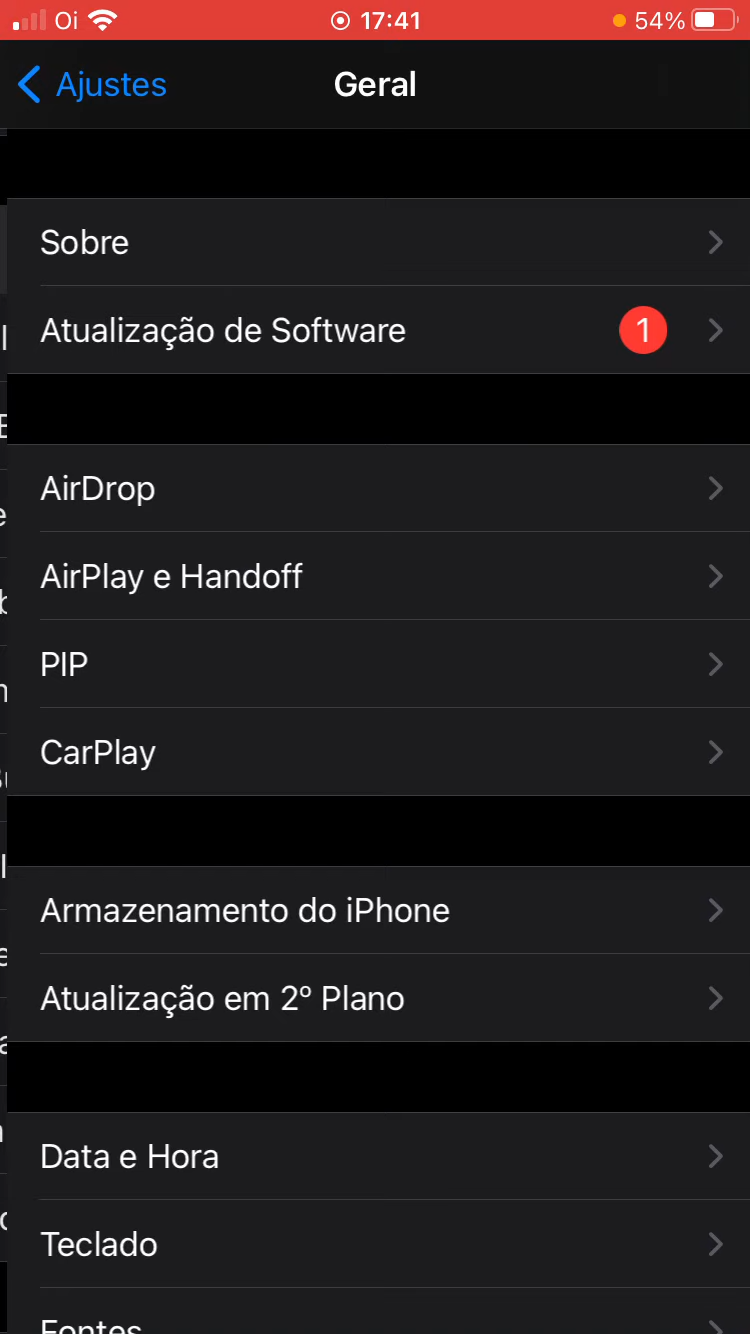 Oi 17:41 54%
Ajustes Geral
Sobre
Atualização de Software 1
AirDrop
AirPlay e Handoff
PIP
CarPlay
Armazenamento do iPhone
Atualização em 2º Plano
Data e Hora
Teclado
Fontes